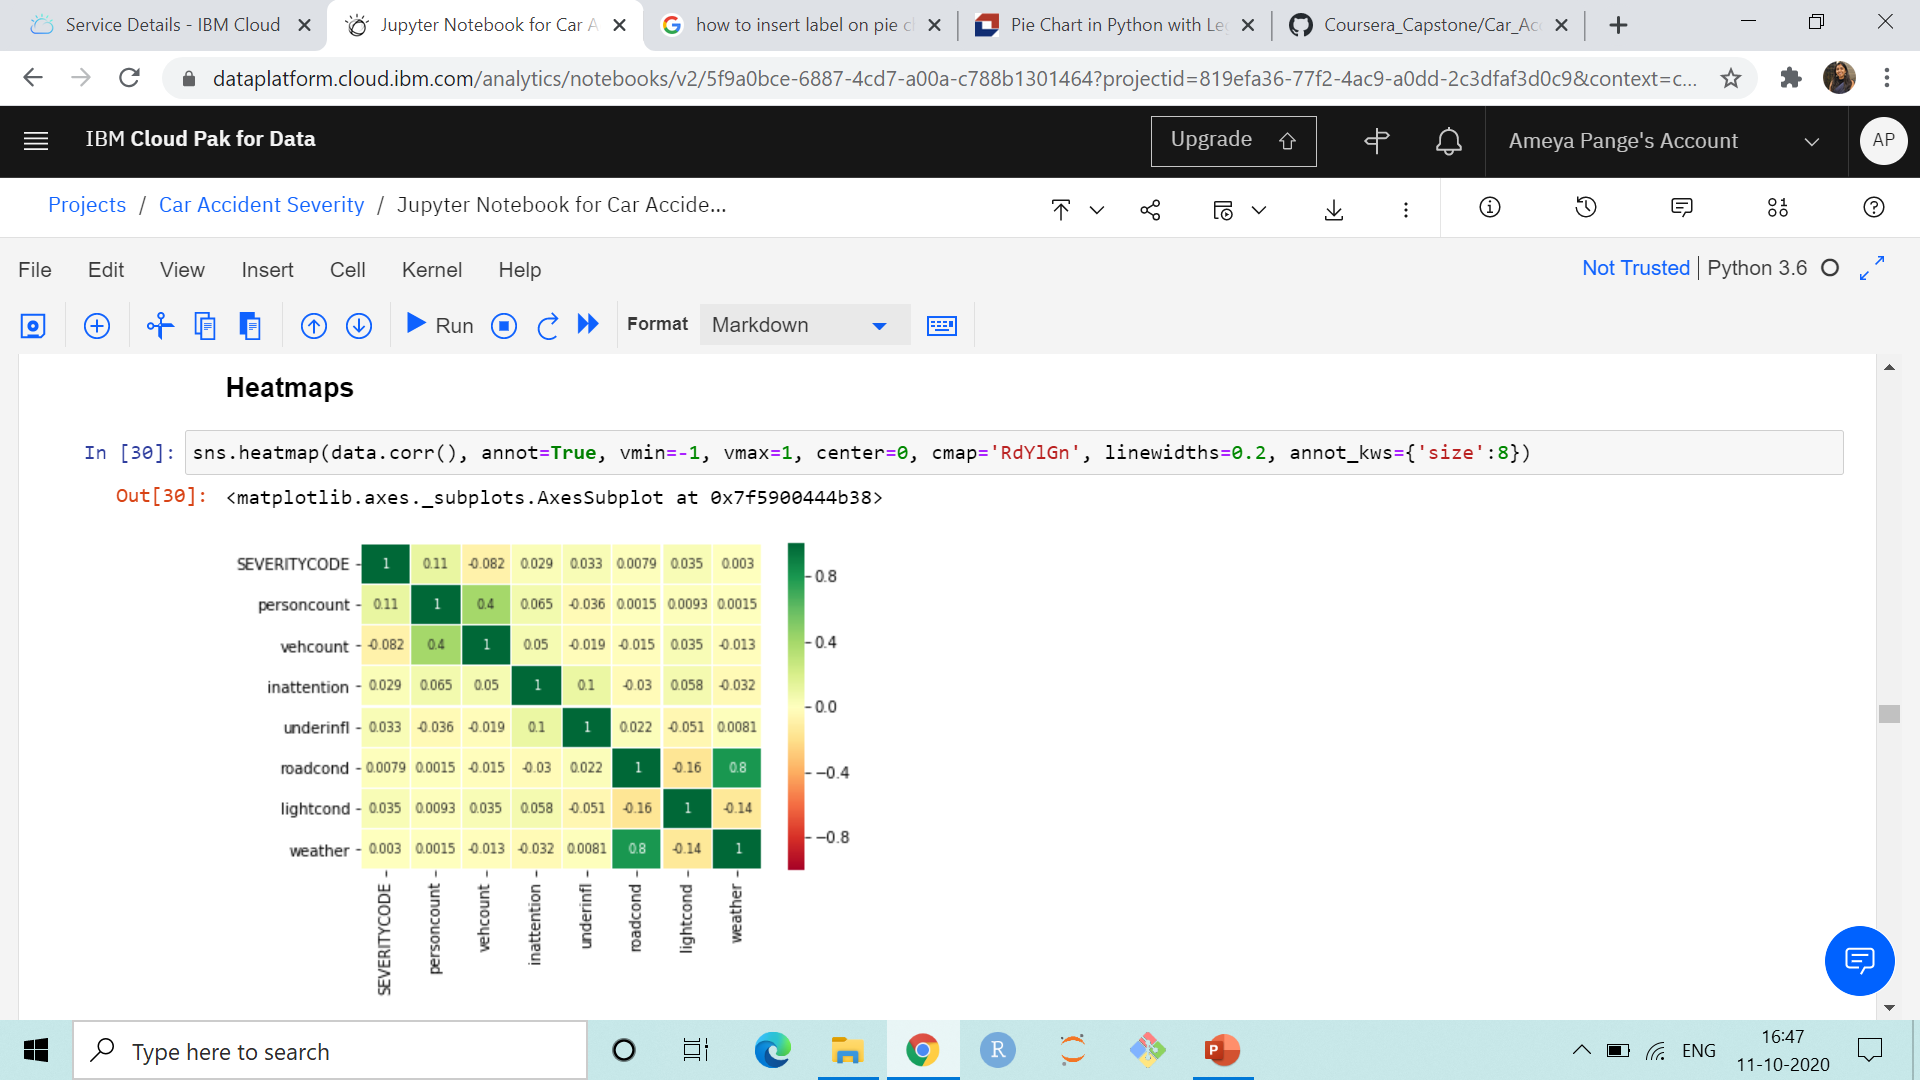 Service Details - IBM Cloud
Jupyter Notebook for Car A
how to insert label on pie c
Pie Chart in Python with Le
Coursera_Capstone/Car_Ac
dataplatform.cloud.ibm.com/analytics/notebooks/v2/5f9a0bce-6887-4cd7-a00a-c788b1301464?projectid=819efa36-77f2-4ac9-a0dd-2c3dfaf3d0c9&context=c...
IBM Cloud Pak for Data
Upgrade
Ameya Pange's Account
AP
Projects / Car Accident Severity / Jupyter Notebook for Car Accide...
File Edit View Insert Cell Kernel Help
Not Trusted Python 3.6
Run
Format
Markdown
Heatmaps
In [30]: sns.heatmap(data.corr(), annot=True, vmin=-1, vmax=1, center=0, cmap='RdYlGn', linewidths=0.2, annot_kws={'size':8})
Out[30]: <matplotlib.axes._subplots.AxesSubplot at 0x7f5900444b38>
SEVERITYCODE 1 0.11 -0.082 0.029 0.033 0.0079 0.035 0.003
personcount 0.11 1 0.4 0.065 -0.036 0.0015 0.0093 0.0015
vehcount -0.082 0.4 1 0.05 -0.019 -0.015 0.035 -0.013
inattention 0.029 0.065 0.05 1 0.1 -0.03 0.058 -0.032
underinfl 0.033 -0.036 -0.019 0.1 1 0.022 -0.051 0.0081
roadcond 0.0079 0.0015 -0.015 -0.03 0.022 1 -0.16 0.8
lightcond 0.035 0.0093 0.035 0.058 -0.051 -0.16 1 -0.14
weather 0.003 0.0015 -0.013 -0.032 0.0081 0.8 -0.14 1
SEVERITYCODE
personcount
vehcount
inattention
underinfl
roadcond
lightcond
weather
0.8
0.4
0.0
−0.4
−0.8
Type here to search
R
P
ENG
16:47
11-10-2020